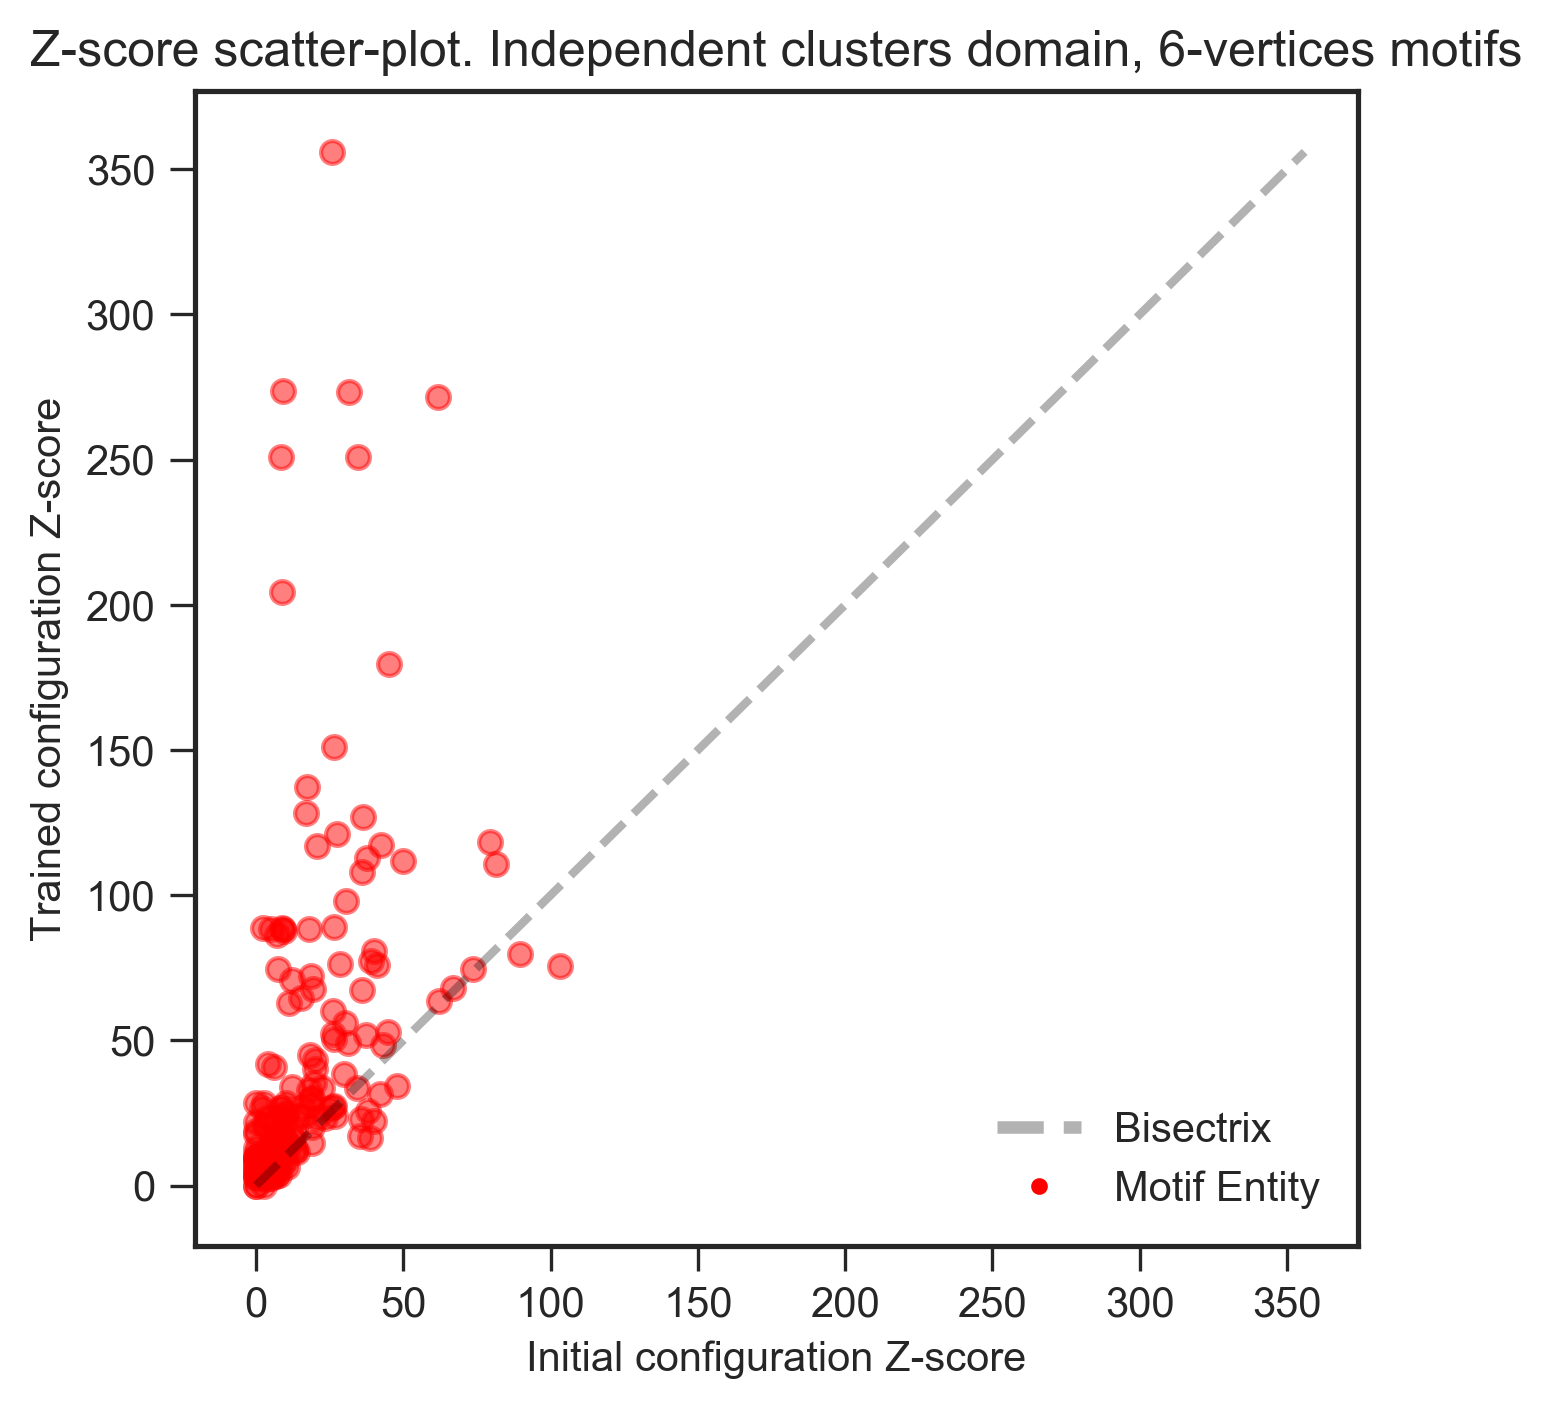 Z-score scatter-plot. Independent clusters domain, 6-vertices motifs
Trained configuration Z-score
350
300
250
200
150
100
50
0
0 50 100 150 200 250 300 350
Initial configuration Z-score
Bisectrix
Motif Entity